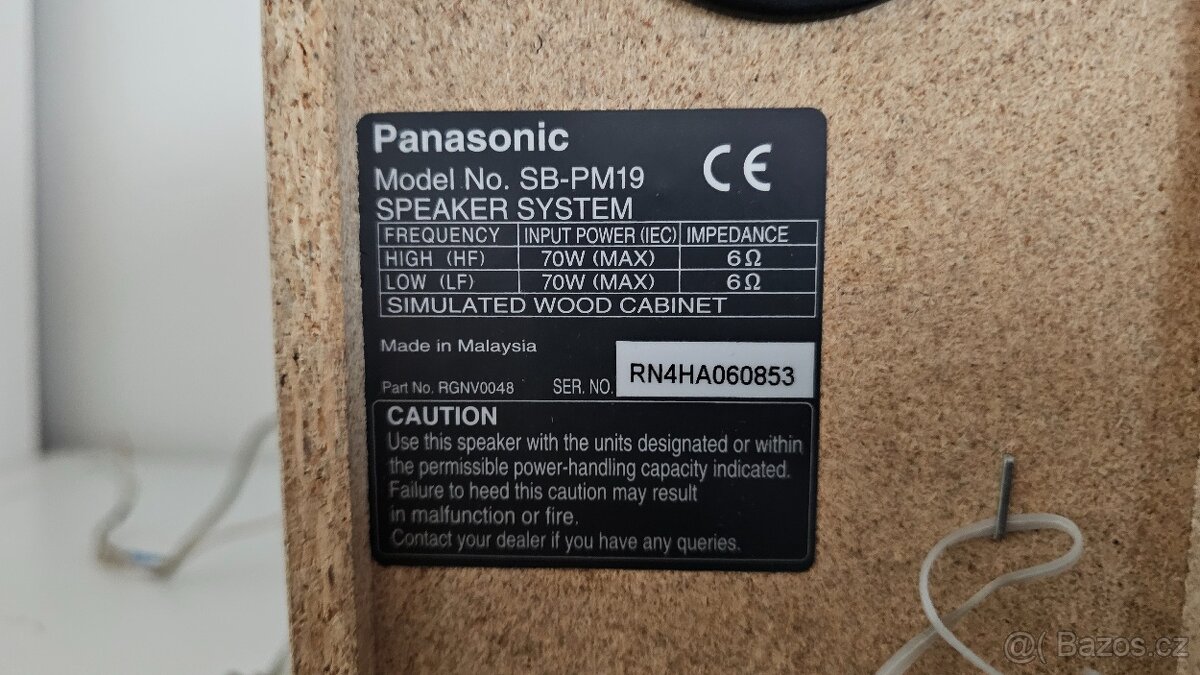 Panasonic
CE
Model No. SB-PM19
SPEAKER SYSTEM
FREQUENCY INPUT POWER (IEC) IMPEDANCE
HIGH (HF) 70W (MAX) 6Ω
LOW (LF) 70W (MAX) 6Ω
SIMULATED WOOD CABINET
Made in Malaysia
Part No. RGNV0048 SER. NO. RN4HA060853
CAUTION
Use this speaker with the units designated or within
the permissible power-handling capacity indicated.
Failure to heed this caution may result
in malfunction or fire.
Contact your dealer if you have any queries.
@( Bazos.cz